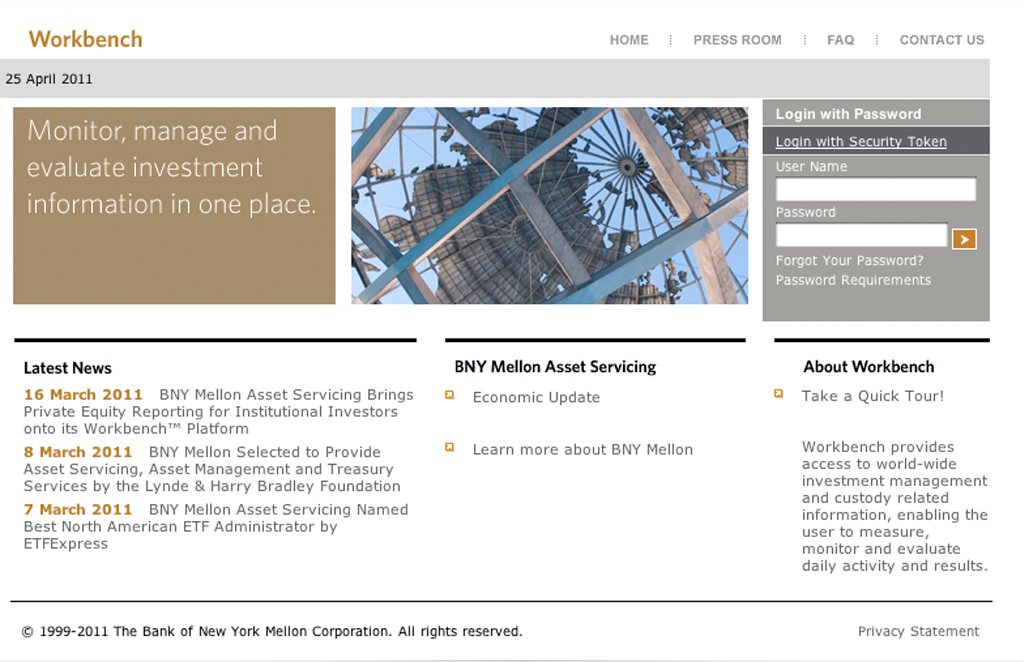 Workbench
HOME
PRESS ROOM
FAQ
CONTACT US
25 April 2011
Monitor, manage and
evaluate investment
information in one place.
Login with Password
Login with Security Token
User Name
Password
Forgot Your Password?
Password Requirements
Latest News
16 March 2011 BNY Mellon Asset Servicing Brings
Private Equity Reporting for Institutional Investors
onto its Workbench™ Platform
8 March 2011 BNY Mellon Selected to Provide
Asset Servicing, Asset Management and Treasury
Services by the Lynde & Harry Bradley Foundation
7 March 2011 BNY Mellon Asset Servicing Named
Best North American ETF Administrator by
ETFExpress
BNY Mellon Asset Servicing
Economic Update
Learn more about BNY Mellon
About Workbench
Take a Quick Tour!
Workbench provides
access to world-wide
investment management
and custody related
information, enabling the
user to measure,
monitor and evaluate
daily activity and results.
© 1999-2011 The Bank of New York Mellon Corporation. All rights reserved.
Privacy Statement